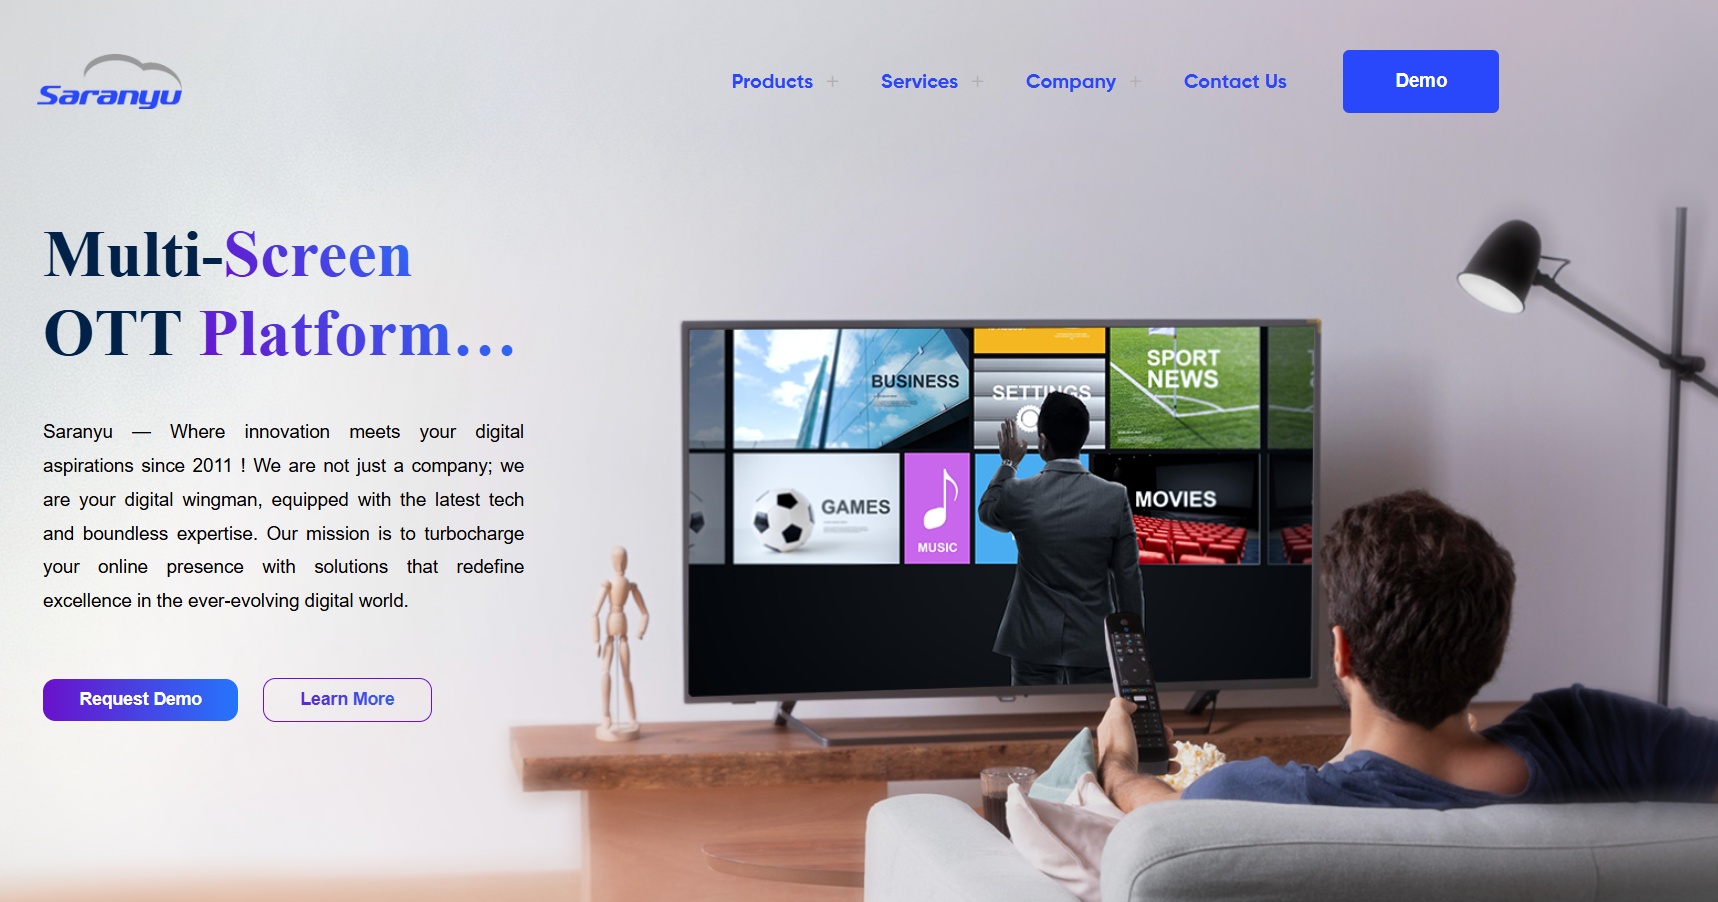 Saranyu
Products +
Services +
Company +
Contact Us
Demo
Multi-Screen
OTT Platform...
Saranyu — Where innovation meets your digital
aspirations since 2011 ! We are not just a company; we
are your digital wingman, equipped with the latest tech
and boundless expertise. Our mission is to turbocharge
your online presence with solutions that redefine
excellence in the ever-evolving digital world.
Request Demo
Learn More
BUSINESS
SETTINGS
SPORT
NEWS
GAMES
MUSIC
MOVIES